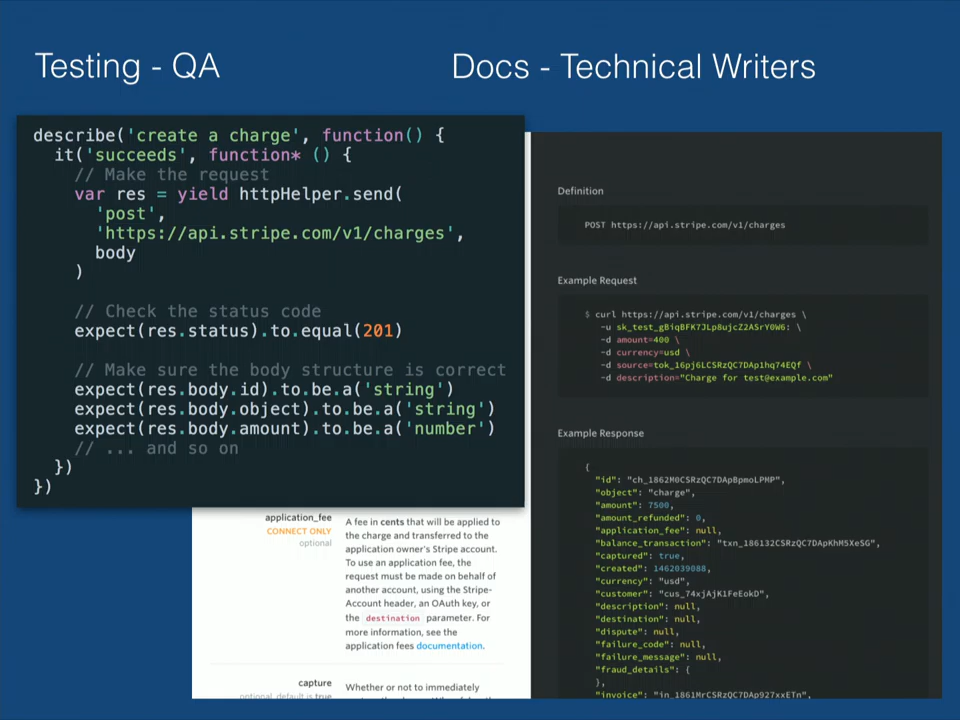 Testing - QA
Docs - Technical Writers
describe('create a charge', function() {
it('succeeds', function* () {
// Make the request
var res = yield httpHelper.send(
'post',
'https://api.stripe.com/v1/charges',
body
)
// Check the status code
expect(res.status).to.equal(201)
// Make sure the body structure is correct
expect(res.body.id).to.be.a('string')
expect(res.body.object).to.be.a('string')
expect(res.body.amount).to.be.a('number')
// ... and so on
})
})
application_fee
CONNECT ONLY
optional
A fee in cents that will be applied to
the charge and transferred to the
application owner's Stripe account.
To use an application fee, the
request must be made on behalf of
another account, using the Stripe-
Account header, an OAuth key, or
the destination parameter. For
more information, see the
application fees documentation.
capture
optional, default is true
Whether or not to immediately
Definition
POST https://api.stripe.com/v1/charges
Example Request
$ curl https://api.stripe.com/v1/charges \
-u sk_test_gBiqBFK7JLp8ujcZ2ASrY0W6: \
-d amount=400 \
-d currency=usd \
-d source=tok_16pj6LCSRzQC7DAp1hq74EQf \
-d description="Charge for test@example.com"
Example Response
{
"id": "ch_1862M0CSRzQC7DApBpmoLPMP",
"object": "charge",
"amount": 7500,
"amount_refunded": 0,
"application_fee": null,
"balance_transaction": "txn_186132CSRzQC7DApKhM5XeSG",
"captured": true,
"created": 1462039088,
"currency": "usd",
"customer": "cus_74xjAjK1FeEokD",
"description": null,
"destination": null,
"dispute": null,
"failure_code": null,
"failure_message": null,
"fraud_details": {
},
"invoice": "in_1861MrCSRzQC7DAp927xxETn",